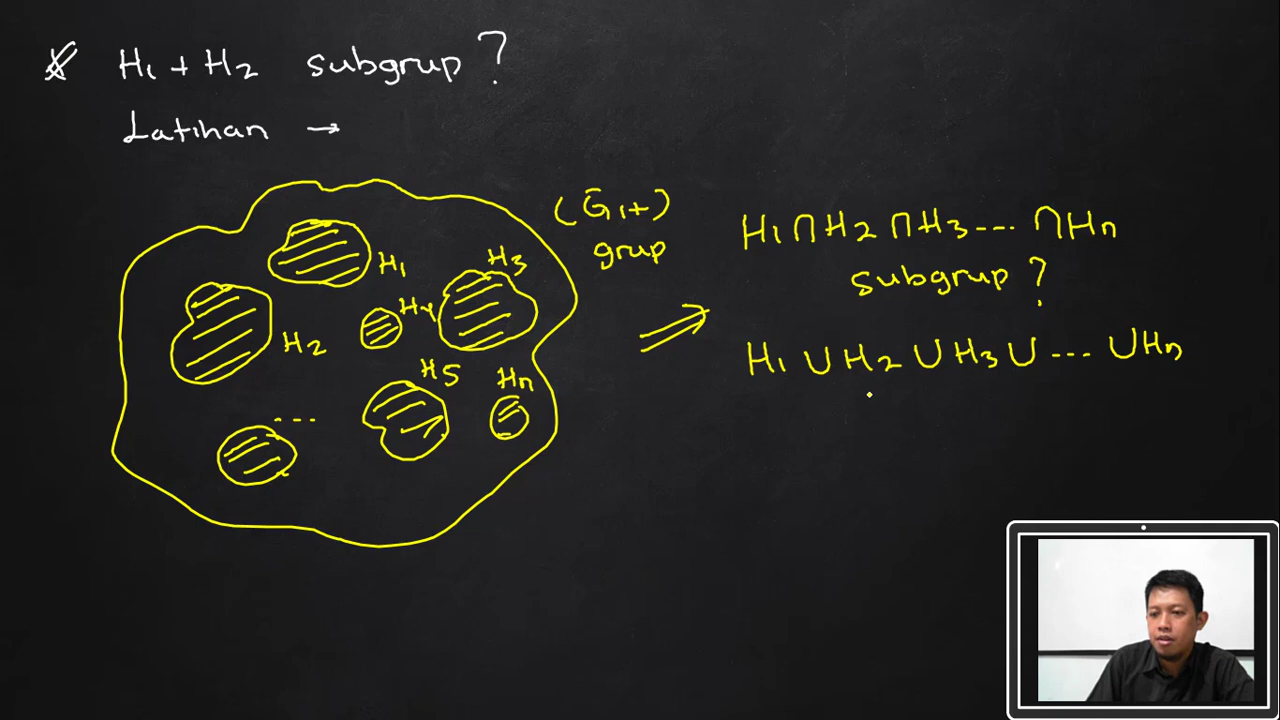 H1 + H2 subgrup?
Latihan →
(G,+)
grup
H1
H3
H4
H2
H5
Hn
...
H1 ∩ H2 ∩ H3 ... ∩ Hn
subgrup?
H1 ∪ H2 ∪ H3 ∪ ... ∪ Hn